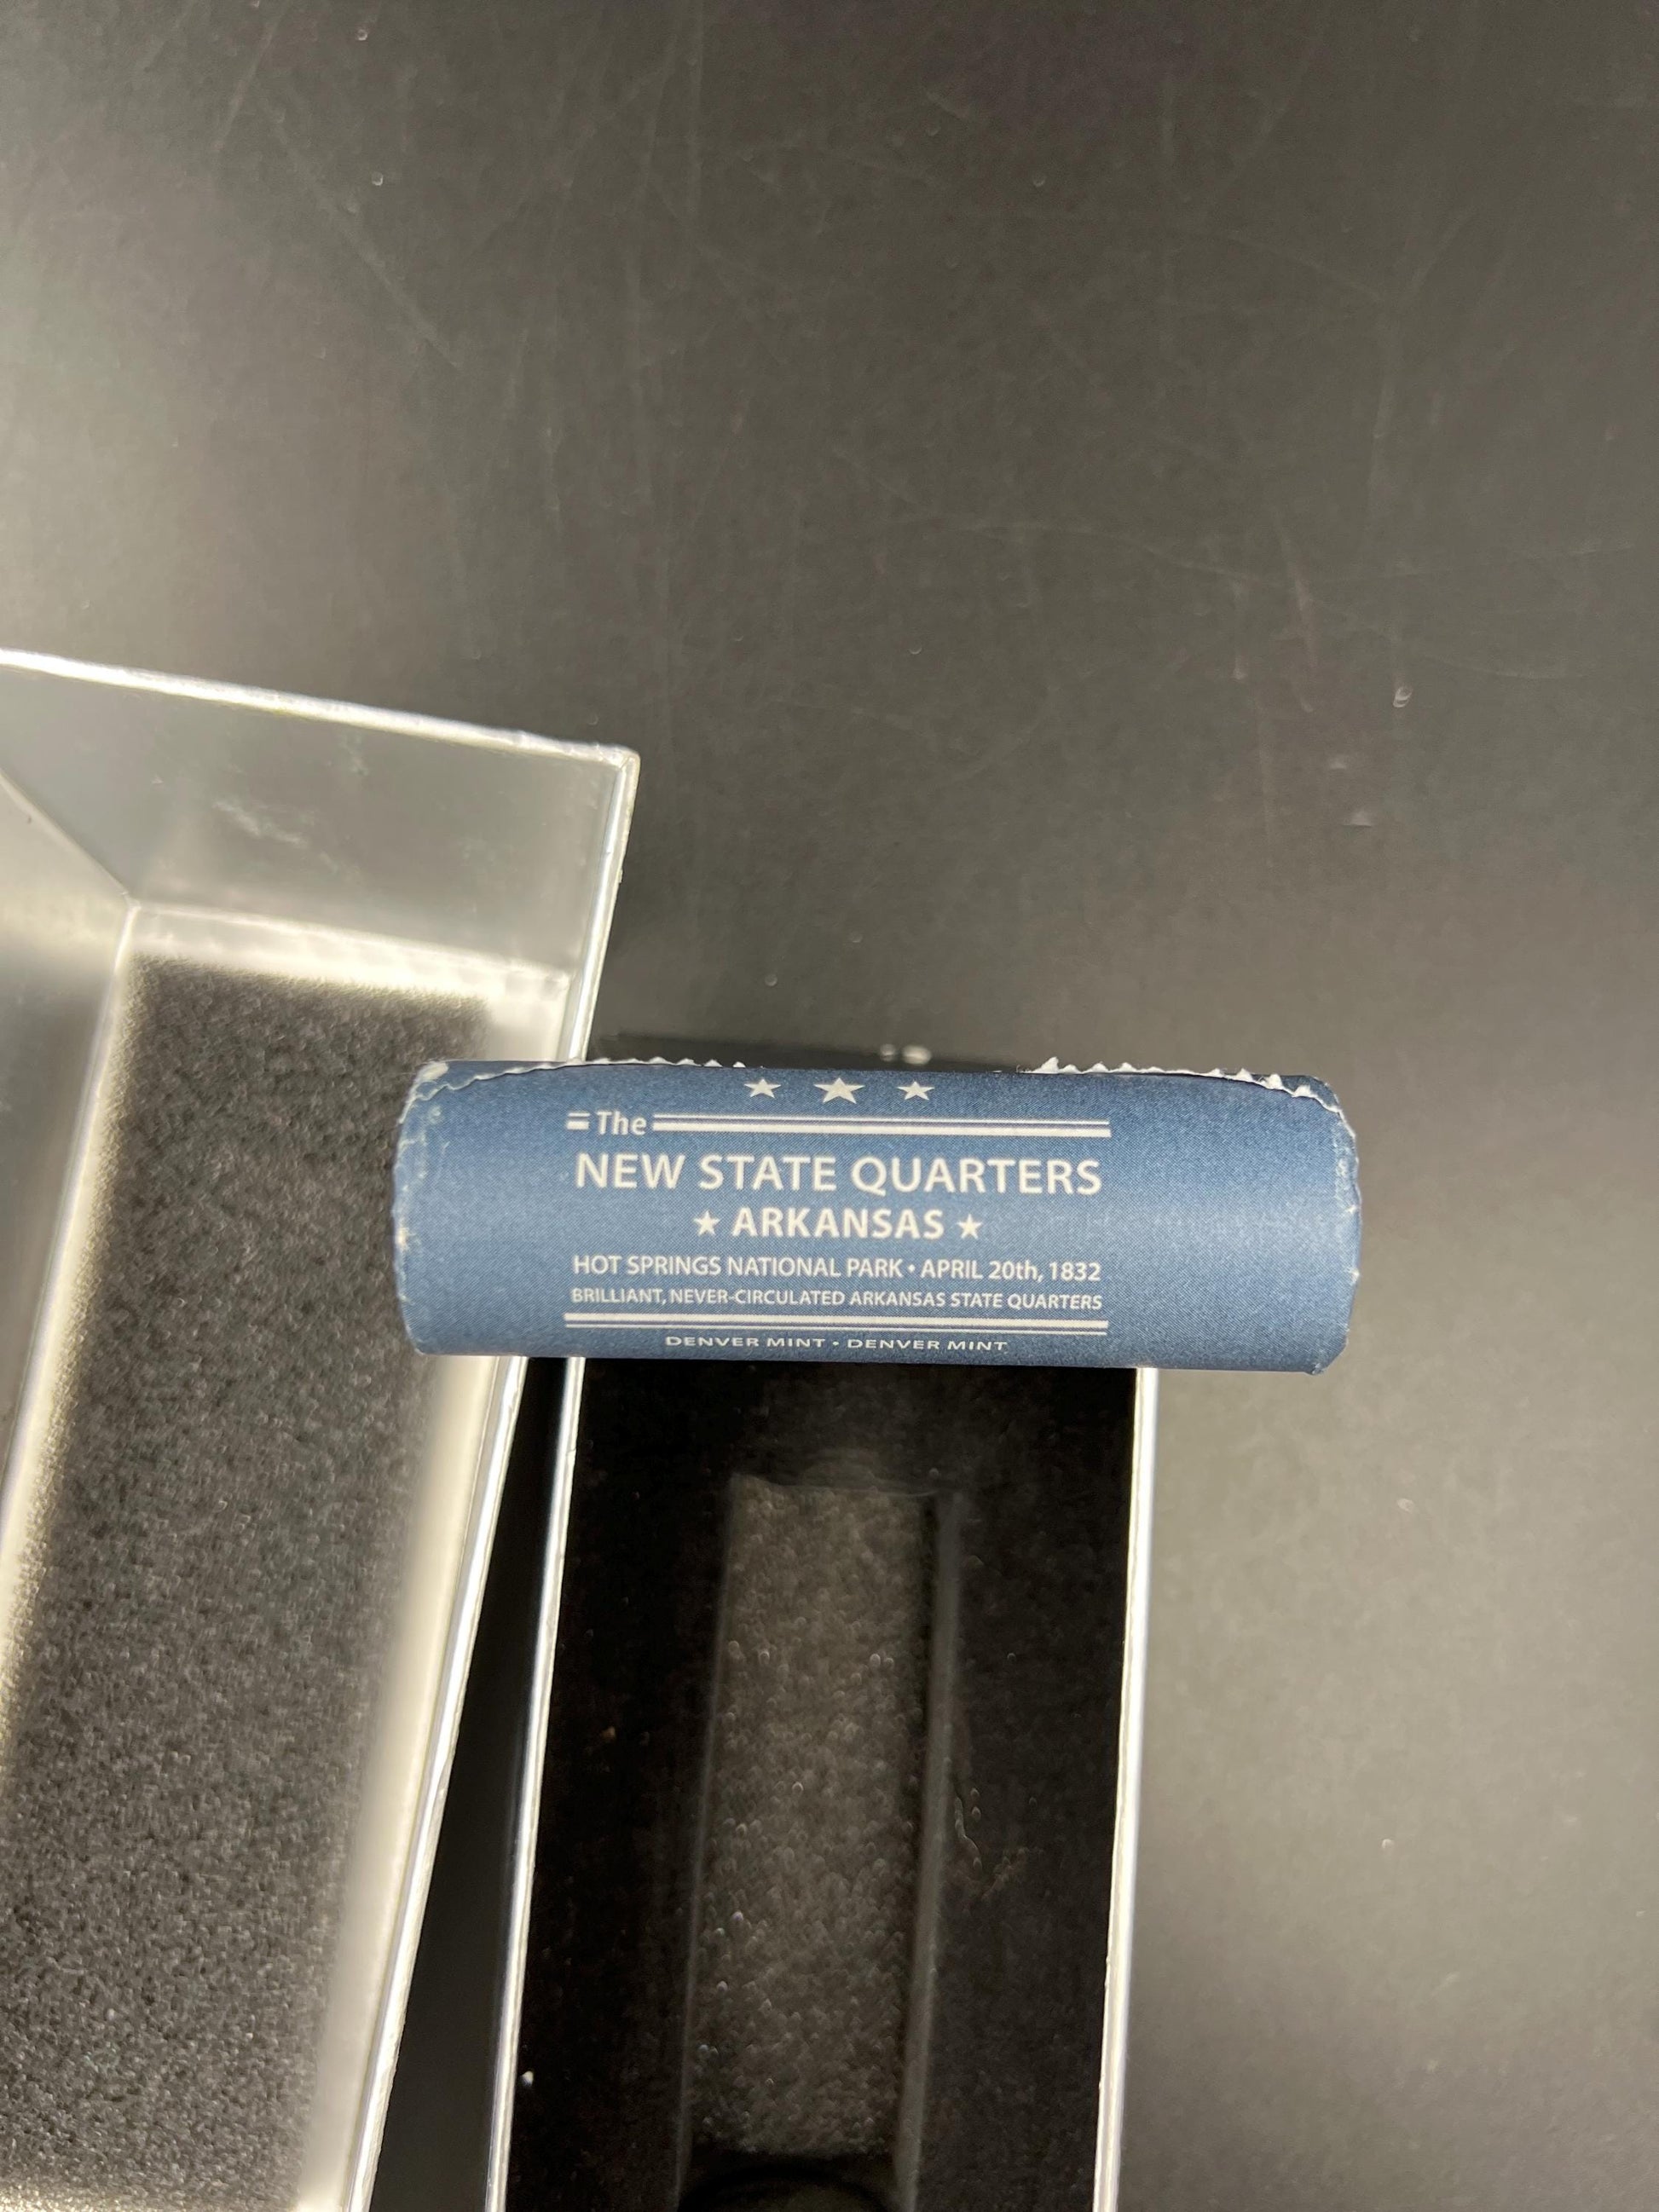 The
NEW STATE QUARTERS
★ ARKANSAS ★
HOT SPRINGS NATIONAL PARK • APRIL 20th, 1832
BRILLIANT, NEVER-CIRCULATED ARKANSAS STATE QUARTERS
DENVER MINT • DENVER MINT